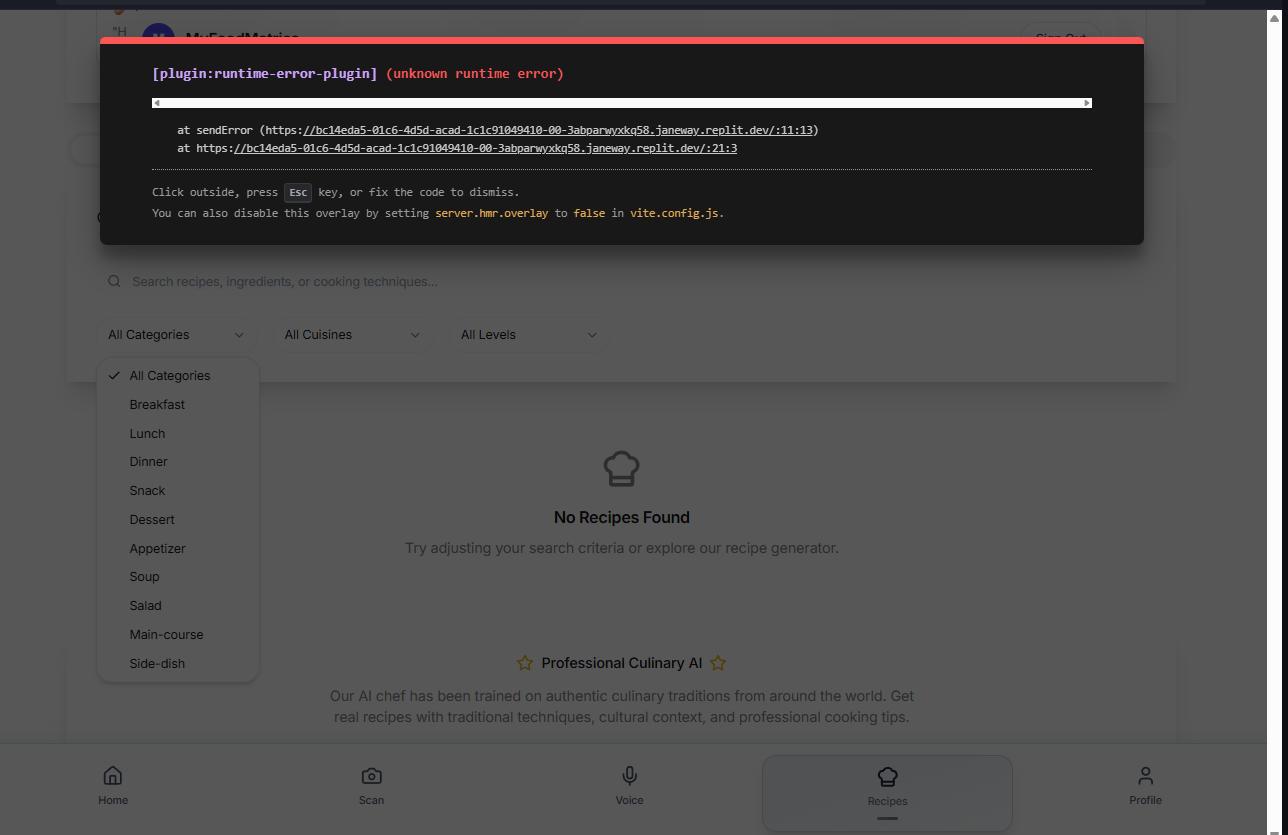 "H
[plugin:runtime-error-plugin] (unknown runtime error)
at sendError (https://bc14eda5-01c6-4d5d-acad-1c1c91049410-00-3abparwyxkq58.janeway.replit.dev/:11:13)
at https://bc14eda5-01c6-4d5d-acad-1c1c91049410-00-3abparwyxkq58.janeway.replit.dev/:21:3
Click outside, press Esc key, or fix the code to dismiss.
You can also disable this overlay by setting server.hmr.overlay to false in vite.config.js.
Search recipes, ingredients, or cooking techniques...
All Categories All Cuisines All Levels
All Categories
Breakfast
Lunch
Dinner
Snack
Dessert
Appetizer
Soup
Salad
Main-course
Side-dish
No Recipes Found
Try adjusting your search criteria or explore our recipe generator.
Professional Culinary AI
Our AI chef has been trained on authentic culinary traditions from around the world. Get
real recipes with traditional techniques, cultural context, and professional cooking tips.
Home Scan Voice Recipes Profile